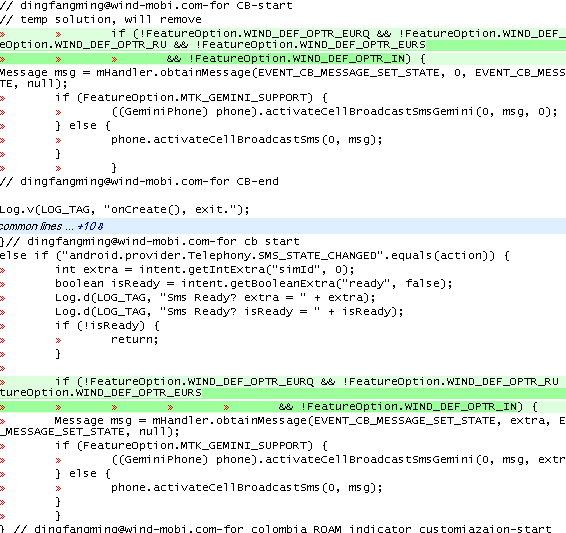 // dingfangming@wind-mobi.com-for CB-start
// temp solution, will remove
» » if (!FeatureOption.WIND_DEF_OPTR_EURQ && !FeatureOption.WIND_DEF_
eOption.WIND_DEF_OPTR_RU && !FeatureOption.WIND_DEF_OPTR_EURS
» » » && !FeatureOption.WIND_DEF_OPTR_IN) {
Message msg = mHandler.obtainMessage(EVENT_CB_MESSAGE_SET_STATE, 0, EVENT_CB_MESS
TE, null);
» if (FeatureOption.MTK_GEMINI_SUPPORT) {
» » ((GeminiPhone) phone).activateCellBroadcastSmsGemini(0, msg, 0);
» } else {
» » phone.activateCellBroadcastSms(0, msg);
» }
» » }
// dingfangming@wind-mobi.com-for CB-end
Log.v(LOG_TAG, "onCreate(), exit.");
common lines ... +10⇕
}// dingfangming@wind-mobi.com-for cb start
else if ("android.provider.Telephony.SMS_STATE_CHANGED".equals(action)) {
» int extra = intent.getIntExtra("simId", 0);
» boolean isReady = intent.getBooleanExtra("ready", false);
» Log.d(LOG_TAG, "Sms Ready? extra = " + extra);
» Log.d(LOG_TAG, "Sms Ready? isReady = " + isReady);
» if (!isReady) {
» » return;
» }
»
» if (!FeatureOption.WIND_DEF_OPTR_EURQ && !FeatureOption.WIND_DEF_OPTR_RU
tureOption.WIND_DEF_OPTR_EURS
» » » » » && !FeatureOption.WIND_DEF_OPTR_IN) {
» Message msg = mHandler.obtainMessage(EVENT_CB_MESSAGE_SET_STATE, extra, E
_MESSAGE_SET_STATE, null);
» if (FeatureOption.MTK_GEMINI_SUPPORT) {
» » ((GeminiPhone) phone).activateCellBroadcastSmsGemini(0, msg, extr
» } else {
» » phone.activateCellBroadcastSms(0, msg);
» }
» }
} // dingfangming@wind-mobi.com-for colombia ROAM indicator customiazaion-start